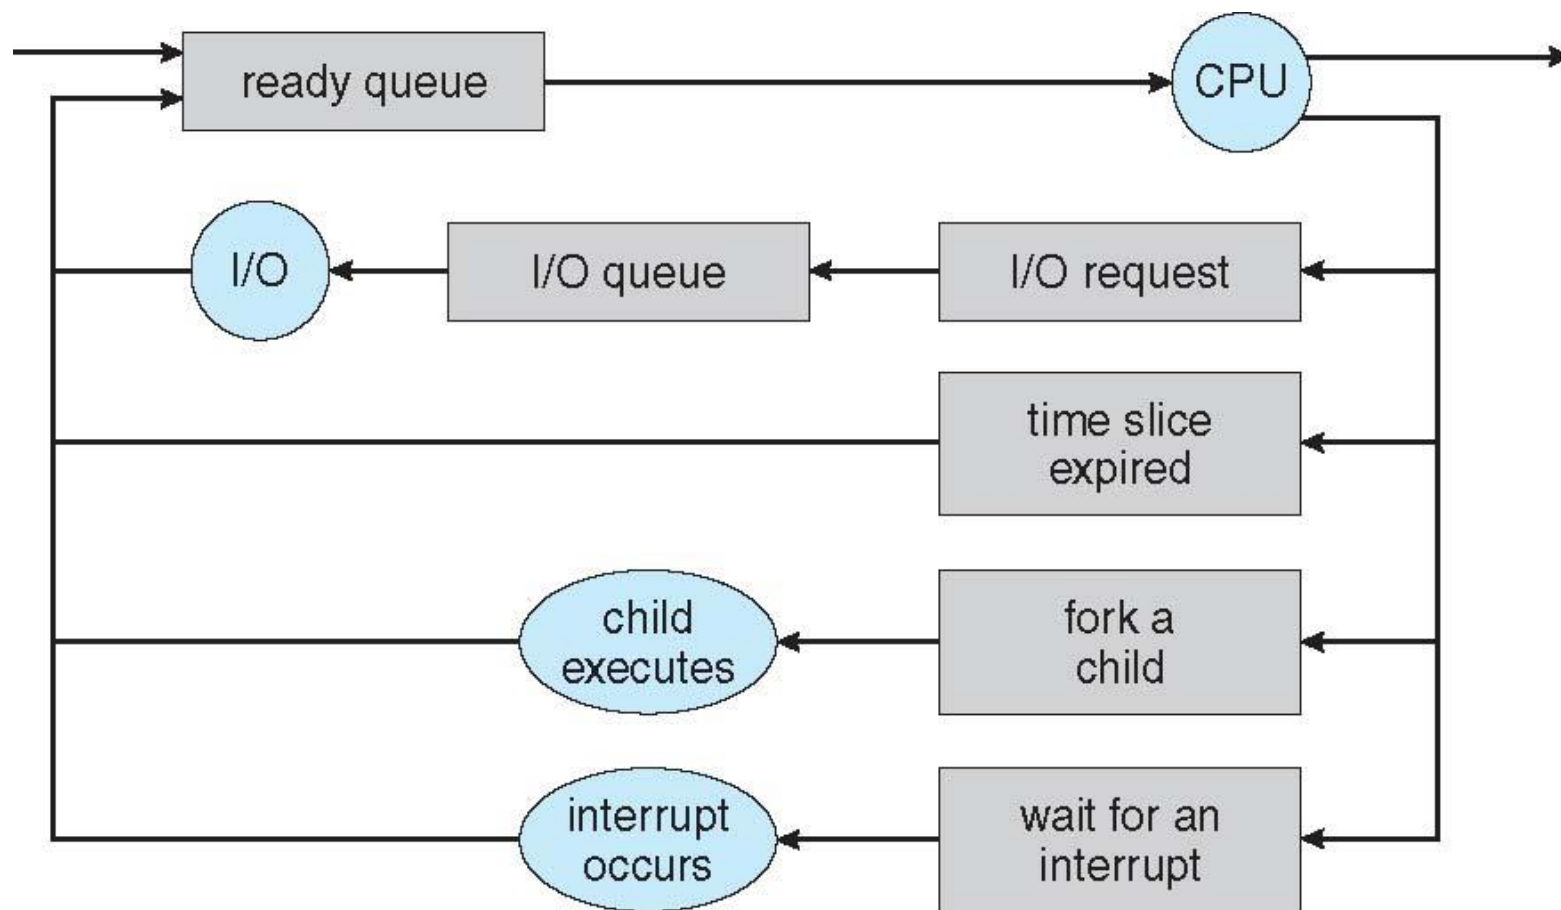 ready queue
CPU
I/O
I/O queue
I/O request
time slice
expired
child
executes
fork a
child
interrupt
occurs
wait for an
interrupt